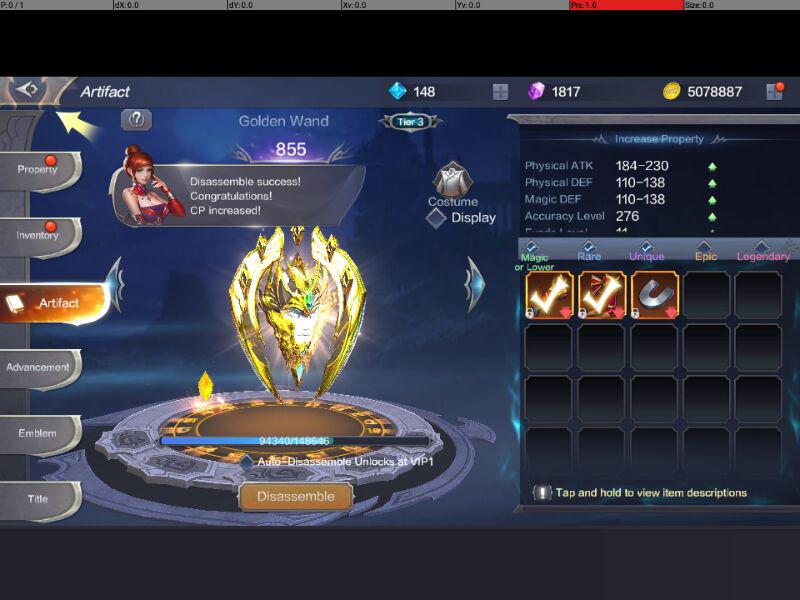 P: 0 / 1
dX: 0.0
dY: 0.0
Xv: 0.0
Yv: 0.0
Prs: 1.0
Size: 0.0
Artifact
148
1817
5078887
Golden Wand
855
Tier 3
Disassemble success!
Congratulations!
CP increased!
Costume
Display
Property
Inventory
Artifact
Advancement
Emblem
Title
94340/148646
Auto-Disassemble Unlocks at VIP1
Disassemble
Increase Property
Physical ATK 184-230
Physical DEF 110-138
Magic DEF 110-138
Accuracy Level 276
Magic or Lower
Rare
Unique
Epic
Legendary
Tap and hold to view item descriptions